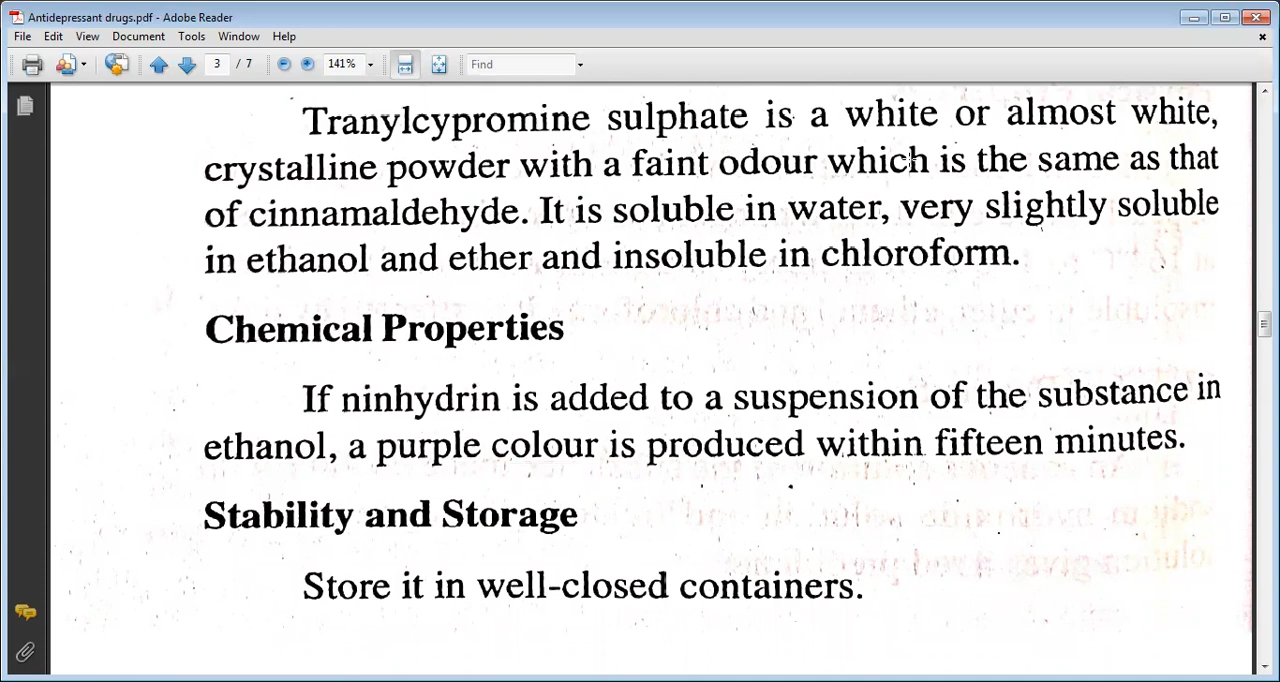 Antidepressant drugs.pdf - Adobe Reader
File Edit View Document Tools Window Help
3 / 7 141% Find
Tranylcypromine sulphate is a white or almost white,
crystalline powder with a faint odour which is the same as that
of cinnamaldehyde. It is soluble in water, very slightly soluble
in ethanol and ether and insoluble in chloroform.
Chemical Properties
If ninhydrin is added to a suspension of the substance in
ethanol, a purple colour is produced within fifteen minutes.
Stability and Storage
Store it in well-closed containers.